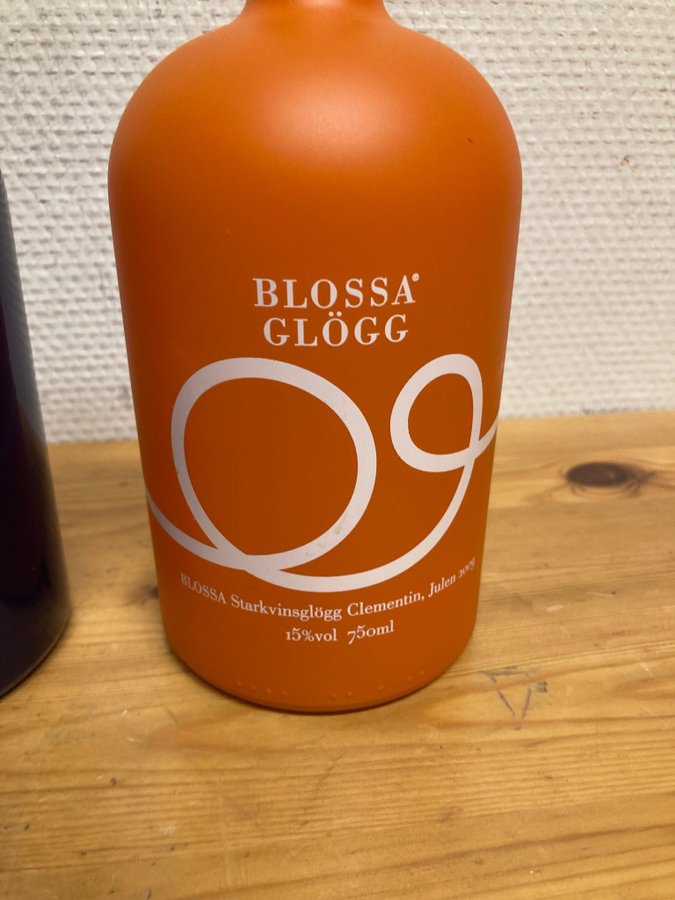 BLOSSA®
GLÖGG
09
BLOSSA Starkvinsglögg Clementin, Julen 2009
15%vol 750ml